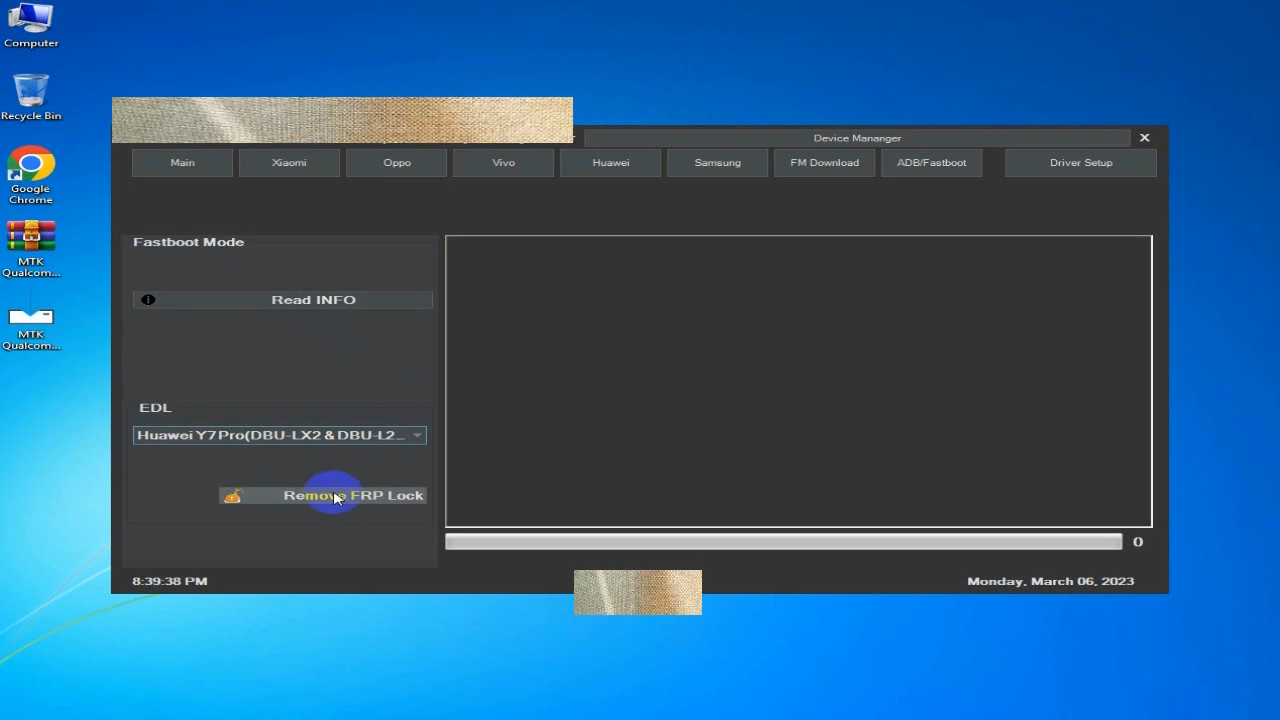 Computer
Recycle Bin
Google
Chrome
MTK
Qualcom...
MTK
Qualcom...
Device Mananger
Main
Xiaomi
Oppo
Vivo
Huawei
Samsung
FM Download
ADB/Fastboot
Driver Setup
Fastboot Mode
Read INFO
EDL
Huawei Y7 Pro(DBU-LX2 & DBU-L2...
Remove FRP Lock
0
8:39:38 PM
Monday, March 06, 2023